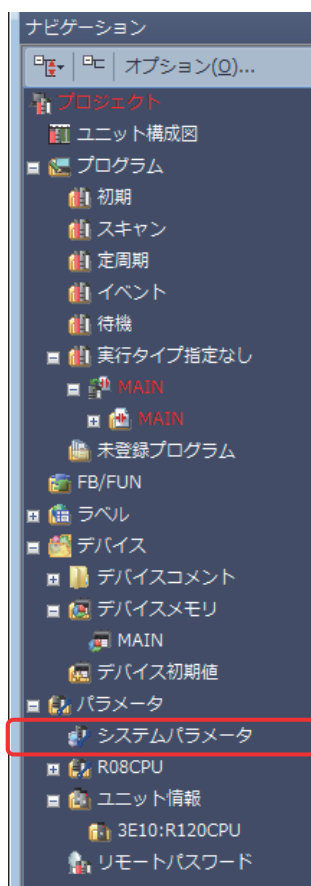 ナビゲーション
オプション(O)...
プロジェクト
ユニット構成図
プログラム
初期
スキャン
定周期
イベント
待機
実行タイプ指定なし
MAIN
MAIN
未登録プログラム
FB/FUN
ラベル
デバイス
デバイスコメント
デバイスメモリ
MAIN
デバイス初期値
パラメータ
システムパラメータ
R08CPU
ユニット情報
3E10:R120CPU
リモートパスワード